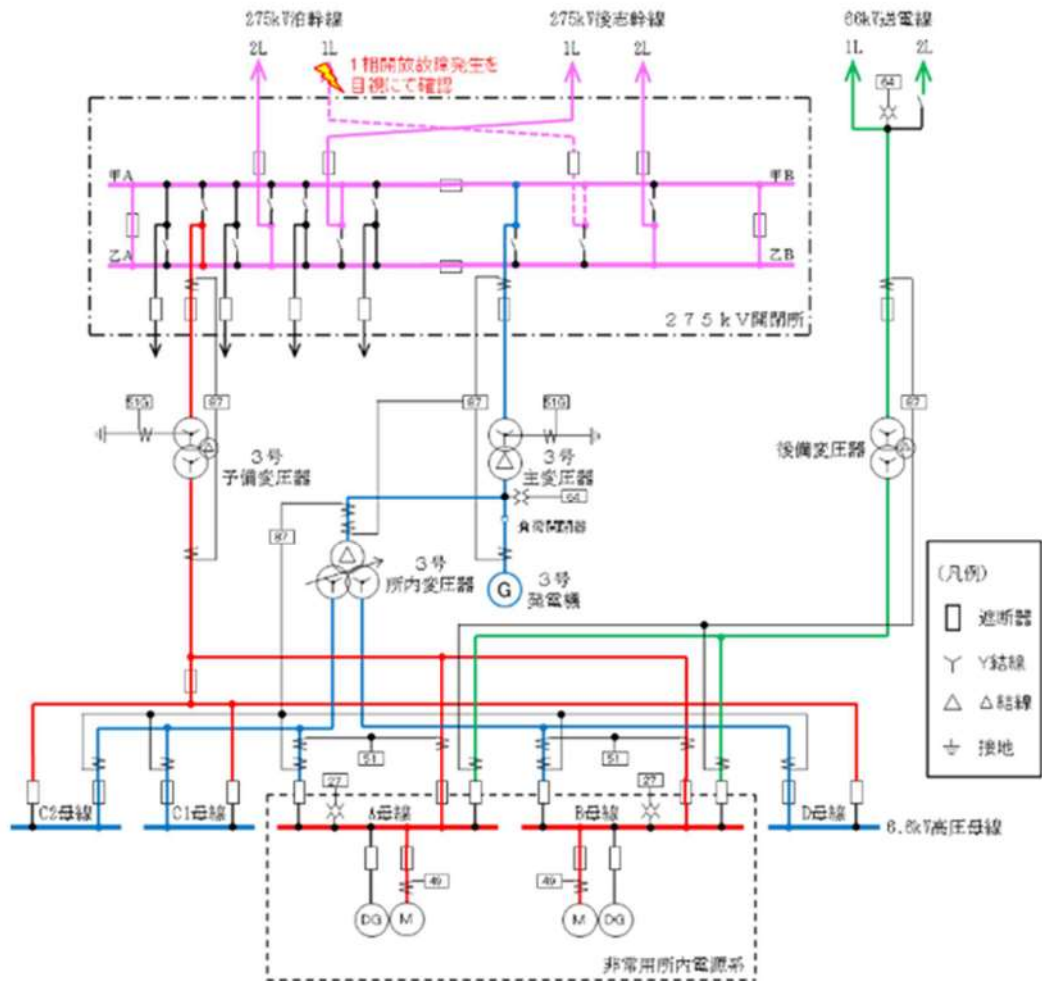 275kV泊幹線
275kV後志幹線
66kV送電線
2L
1L
1L
2L
1L
2L
1相開放故障発生を
目視にて確認
64
甲A
甲B
乙A
乙B
275kV開閉所
51G
87
87
51G
87
3号
予備変圧器
3号
主変圧器
後備変圧器
64
負荷開閉器
87
3号
所内変圧器
G
3号
発電機
(凡例)
遮断器
Y結線
△結線
接地
51
51
27
27
C2母線
C1母線
A母線
B母線
D母線
6.6kV高圧母線
49
49
DG
M
M
DG
非常用所内電源系